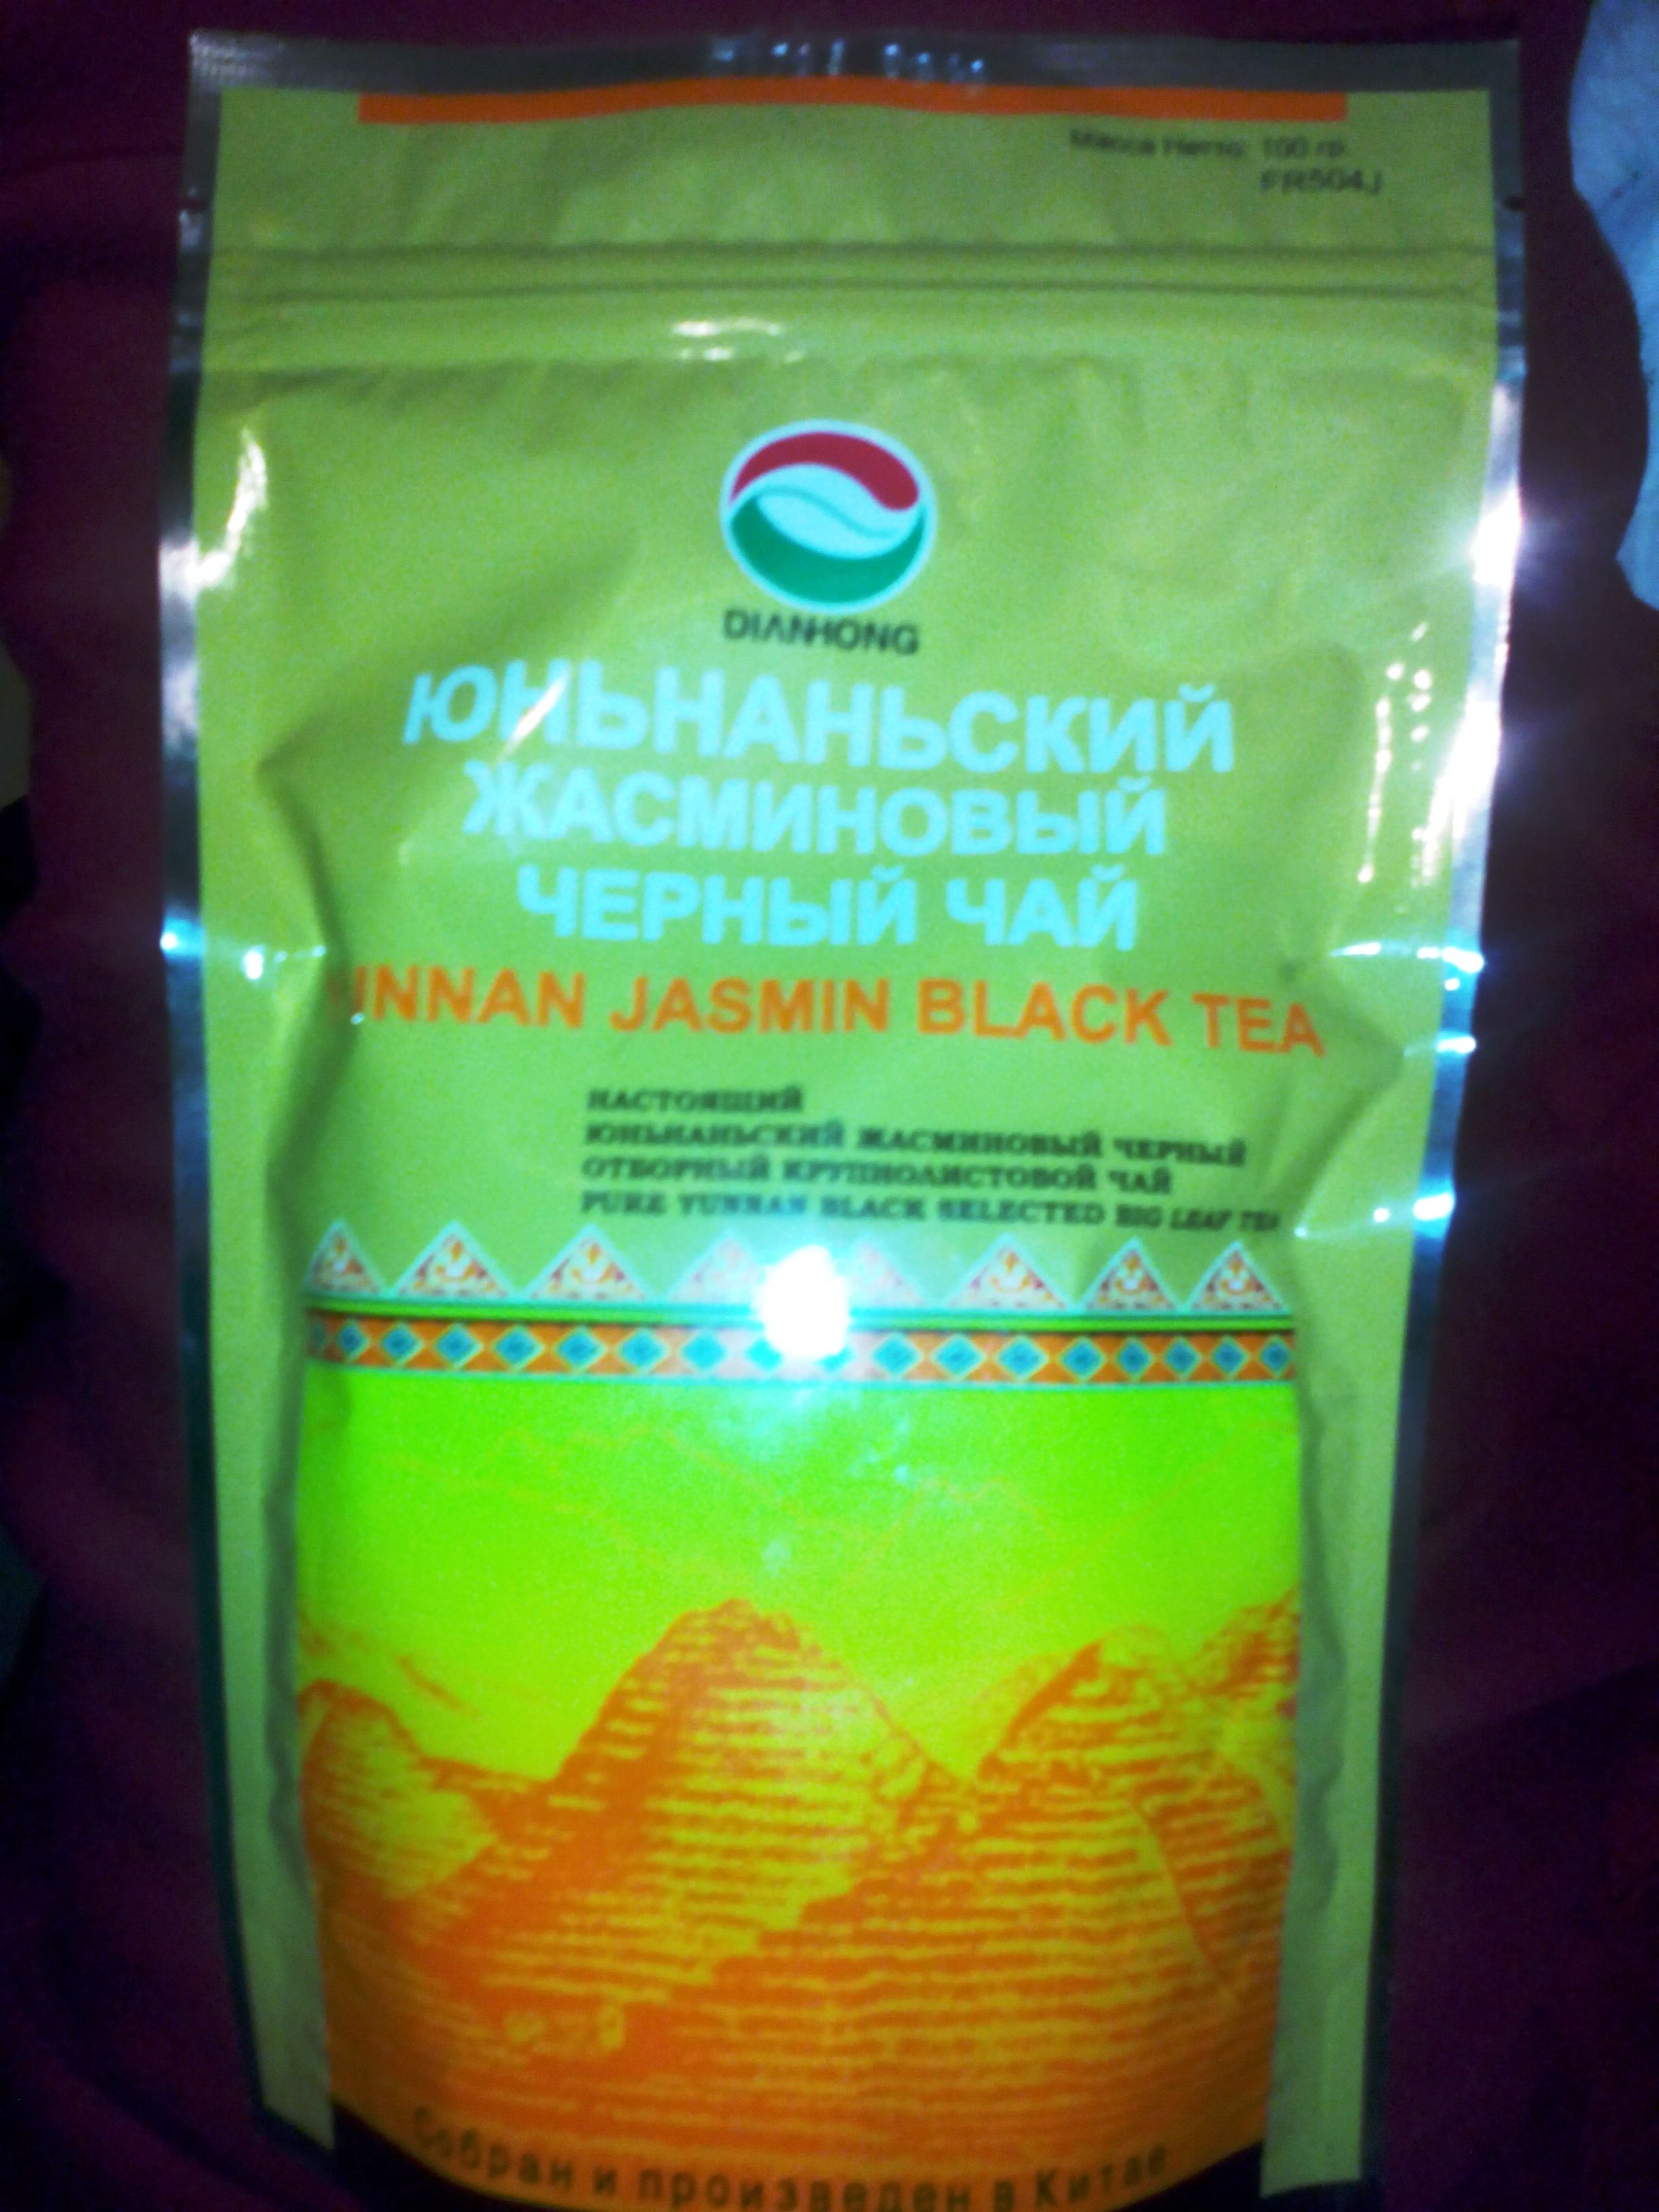 Масса Нетто: 100 гр.
FR504J
DIANHONG
ЮНЬНАНЬСКИЙ
ЖАСМИНОВЫЙ
ЧЕРНЫЙ ЧАЙ
UNNAN JASMIN BLACK TEA
НАСТОЯЩИЙ
ЮНЬНАНЬСКИЙ ЖАСМИНОВЫЙ ЧЕРНЫЙ
ОТБОРНЫЙ КРУПНОЛИСТОВОЙ ЧАЙ
PURE YUNNAN BLACK SELECTED BIG LEAF TEA
Собран и произведен в Китае